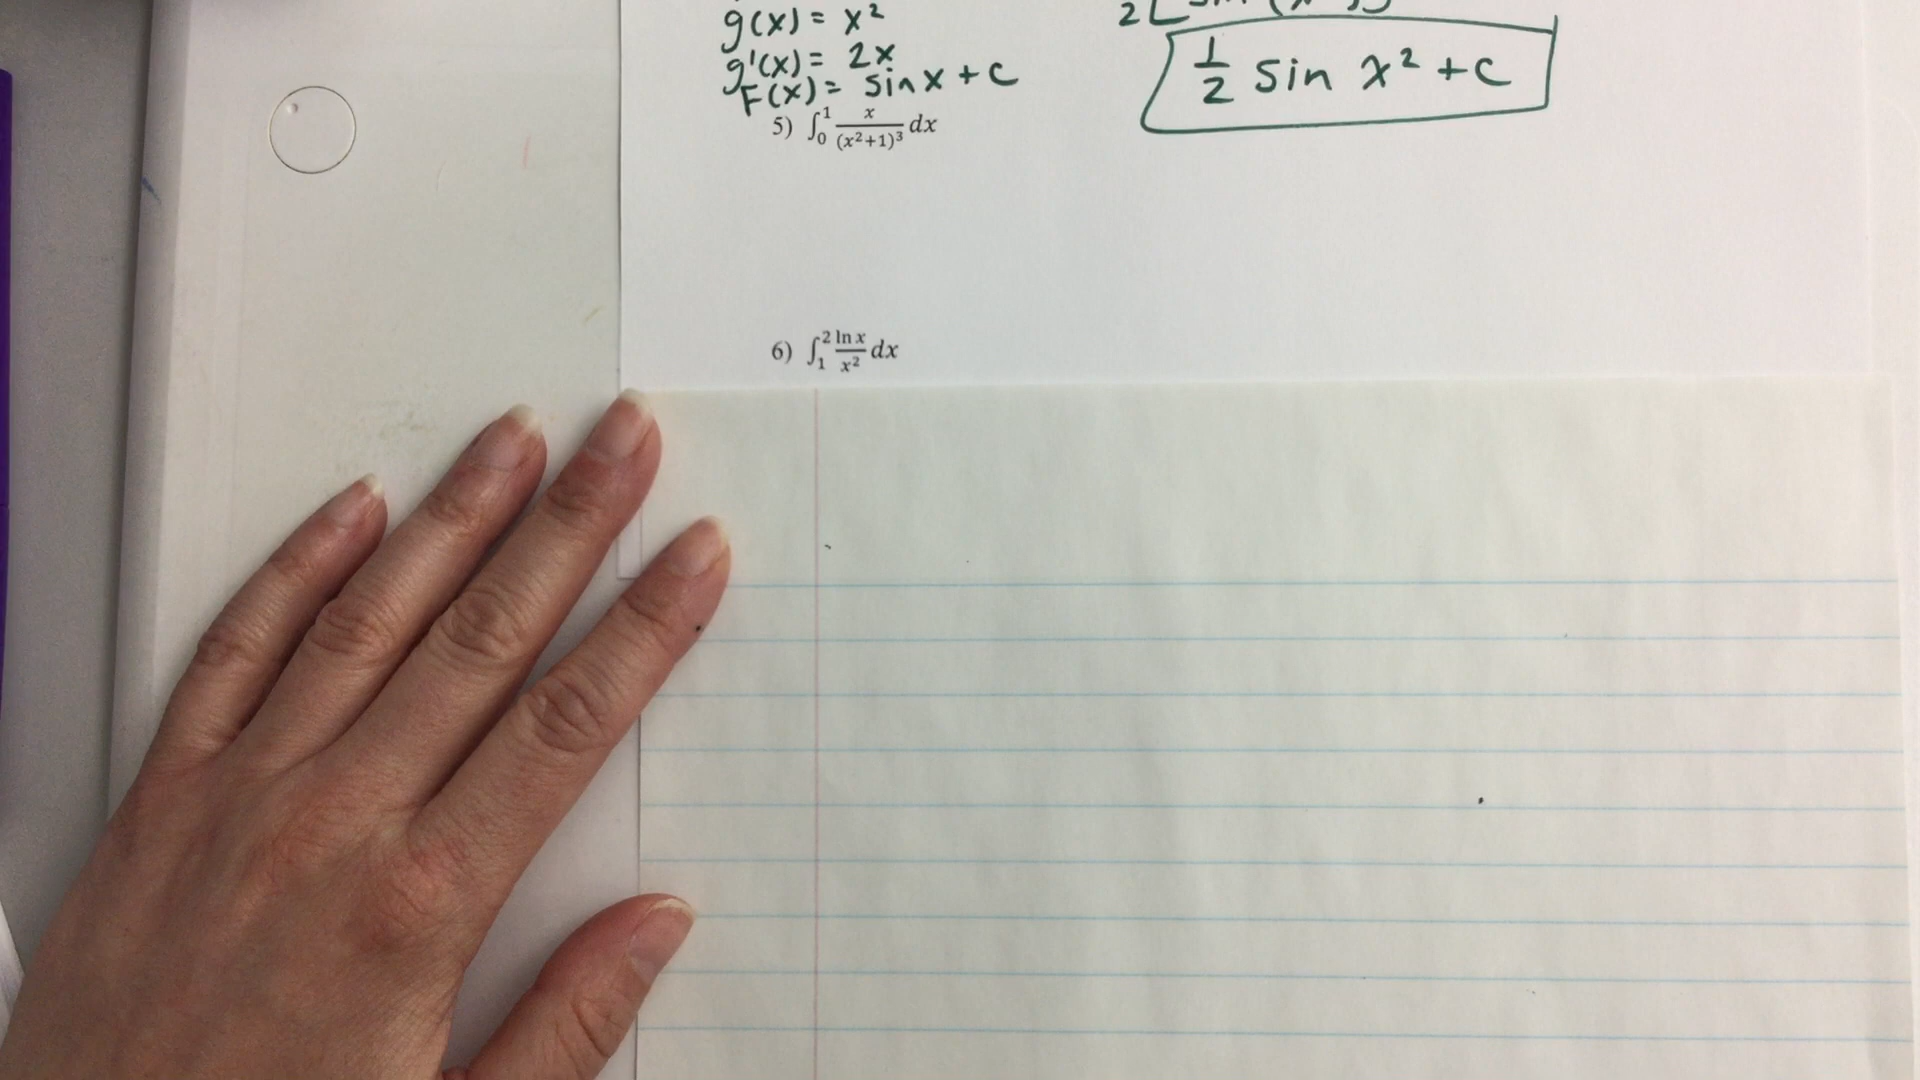 g(x) = x²
g'(x) = 2x
F(x) = sin x + c
½ sin x² + c
5) ∫₀¹ x/(x²+1)³ dx
6) ∫₁² ln x/x² dx